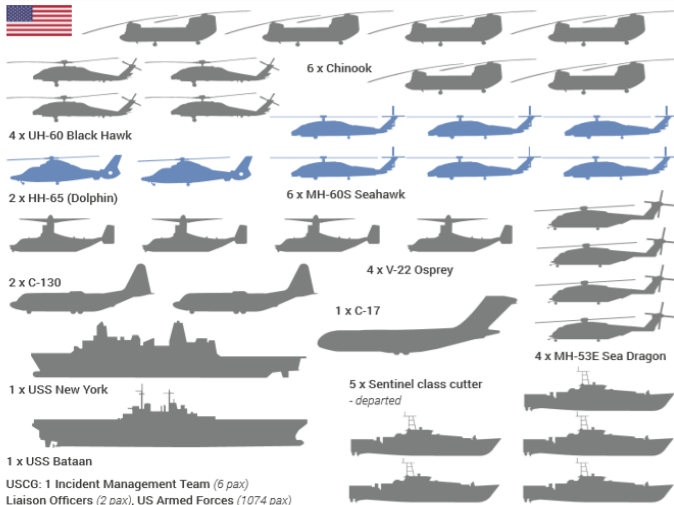 6 x Chinook
4 x UH-60 Black Hawk
2 x HH-65 (Dolphin)
6 x MH-60S Seahawk
4 x V-22 Osprey
2 x C-130
1 x C-17
4 x MH-53E Sea Dragon
1 x USS New York
5 x Sentinel class cutter
- departed
1 x USS Bataan
USCG: 1 Incident Management Team (6 pax)
Liaison Officers (2 pax), US Armed Forces (1074 pax)